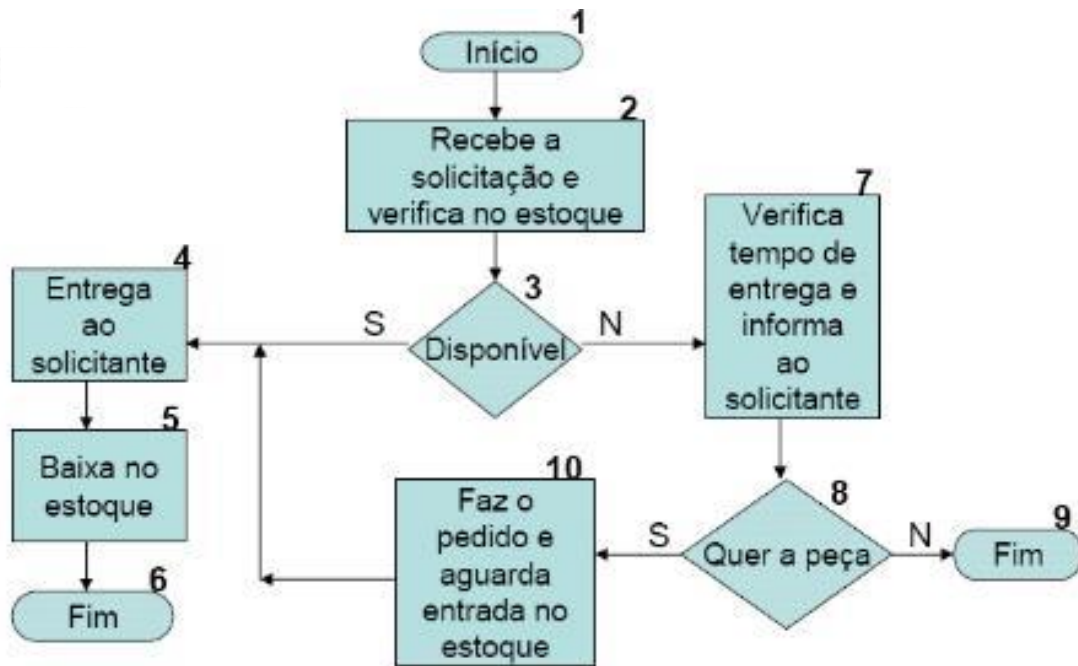 1
Início
2
Recebe a
solicitação e
verifica no estoque
3
Disponível
S
N
4
Entrega
ao
solicitante
5
Baixa no
estoque
6
Fim
7
Verifica
tempo de
entrega e
informa
ao
solicitante
8
Quer a peça
S
N
9
Fim
10
Faz o
pedido e
aguarda
entrada no
estoque